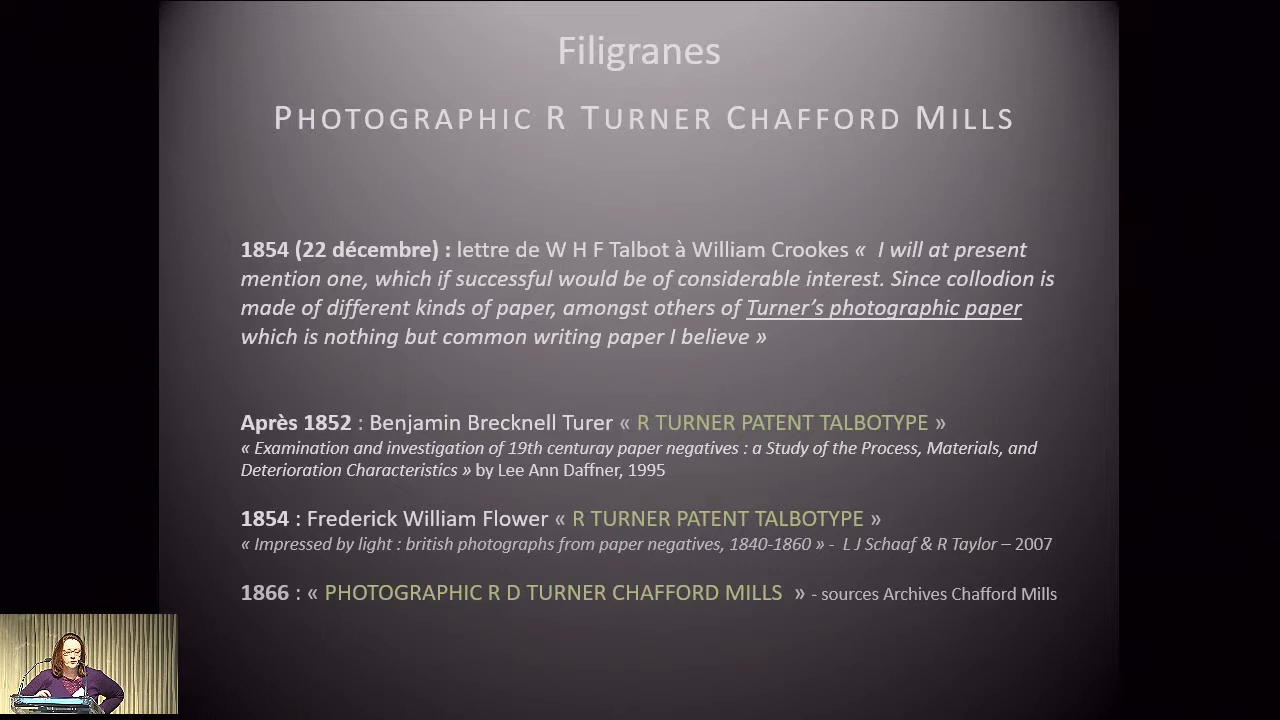 Filigranes
PHOTOGRAPHIC R TURNER CHAFFORD MILLS
1854 (22 décembre) : lettre de W H F Talbot à William Crookes «  I will at present
mention one, which if successful would be of considerable interest. Since collodion is
made of different kinds of paper, amongst others of Turner’s photographic paper
which is nothing but common writing paper I believe »
Après 1852 : Benjamin Brecknell Turer « R TURNER PATENT TALBOTYPE »
« Examination and investigation of 19th centuray paper negatives : a Study of the Process, Materials, and
Deterioration Characteristics » by Lee Ann Daffner, 1995
1854 : Frederick William Flower « R TURNER PATENT TALBOTYPE »
« Impressed by light : british photographs from paper negatives, 1840-1860 » -  L J Schaaf & R Taylor – 2007
1866 : « PHOTOGRAPHIC R D TURNER CHAFFORD MILLS  » - sources Archives Chafford Mills